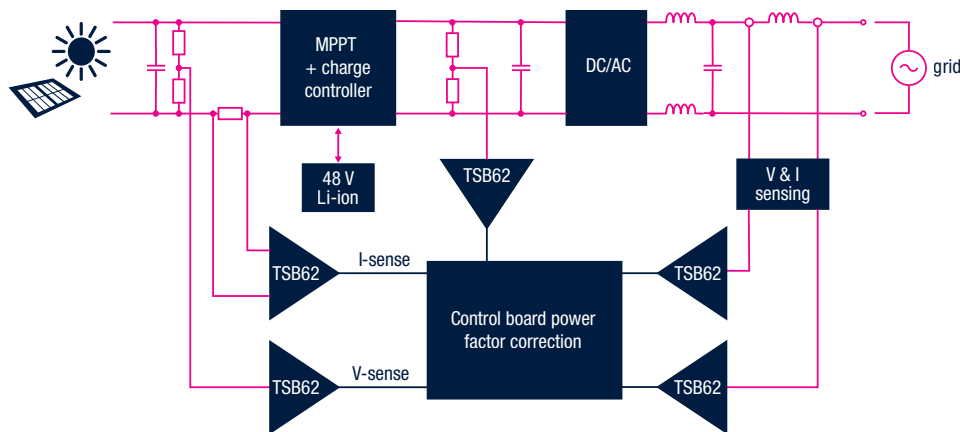 MPPT
+ charge
controller
DC/AC
grid
48 V
Li-ion
TSB62
V & I
sensing
I-sense
TSB62
TSB62
Control board power
factor correction
V-sense
TSB62
TSB62